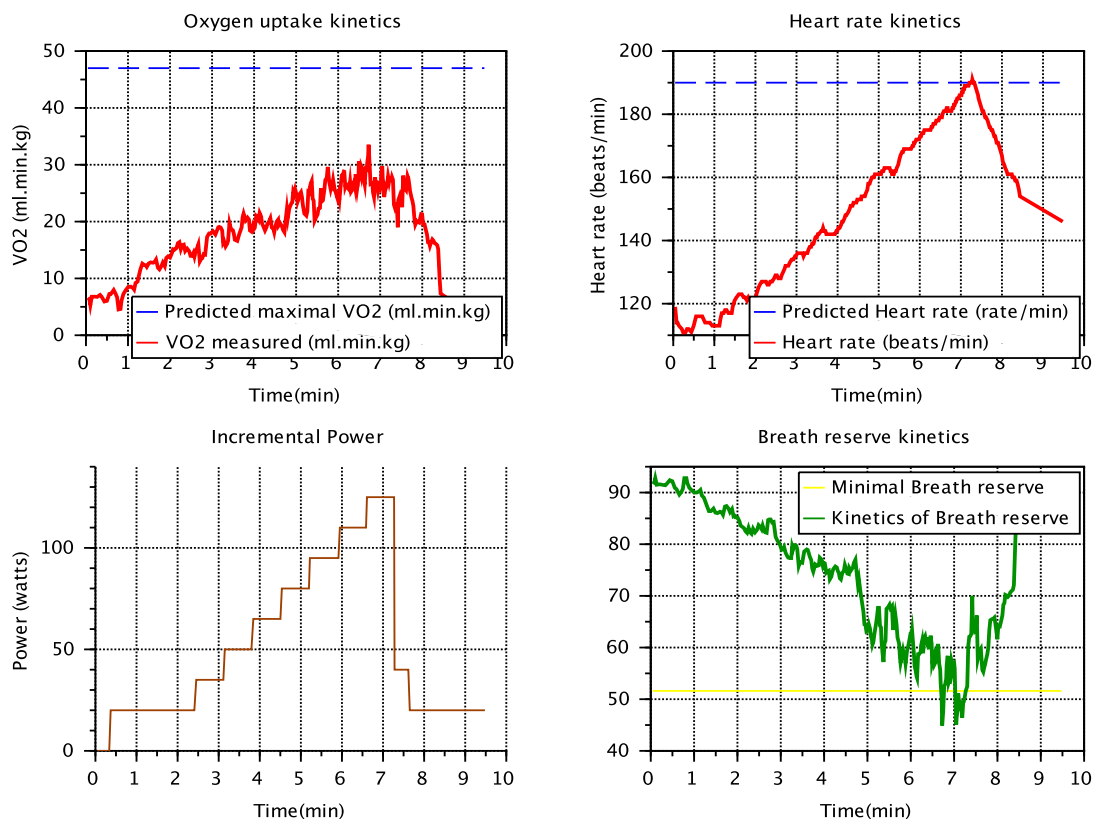 Oxygen uptake kinetics
50
40
30
20
10
0
VO2 (ml.min.kg)
Predicted maximal VO2 (ml.min.kg)
VO2 measured (ml.min.kg)
0 1 2 3 4 5 6 7 8 9 10
Time(min)
Heart rate kinetics
200
180
160
140
120
Heart rate (beats/min)
Predicted Heart rate (rate/min)
Heart rate (beats/min)
0 1 2 3 4 5 6 7 8 9 10
Time(min)
Incremental Power
100
50
0
Power (watts)
0 1 2 3 4 5 6 7 8 9 10
Time(min)
Breath reserve kinetics
90
80
70
60
50
40
Minimal Breath reserve
Kinetics of Breath reserve
0 1 2 3 4 5 6 7 8 9 10
Time(min)